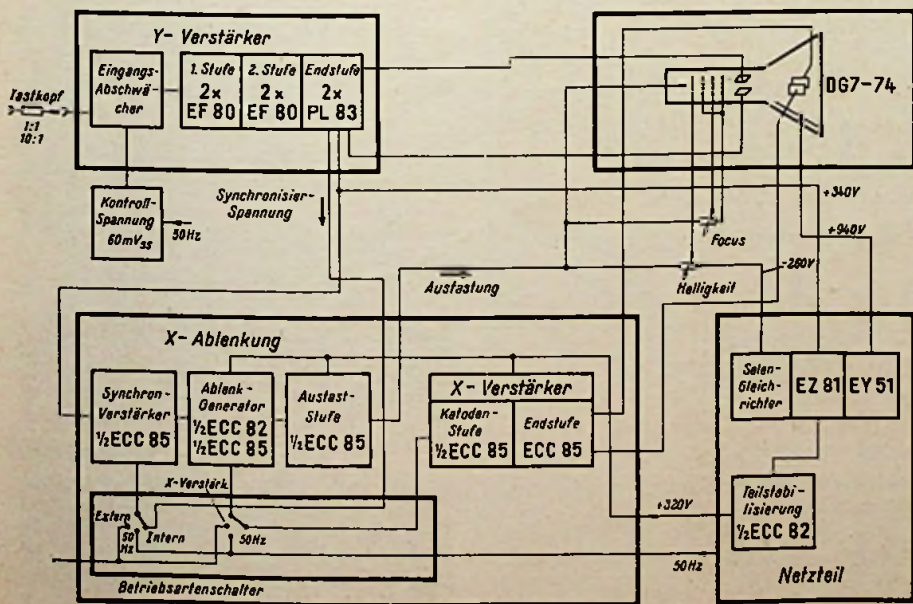 Y-Verstärker
Eingangs-
Abschwä-
cher
1. Stufe
2x
EF 80
2. Stufe
2x
EF 80
Endstufe
2x
PL 83
Tastkopf
1:1
10:1
Kontroll-
Spannung
60mVss
50Hz
Synchronisier-
Spannung
DG7-74
+340V
+940V
-260V
Focus
Helligkeit
Austastung
X-Ablenkung
Synchron-
Verstärker
½ECC 85
Ablenk-
Generator
½ECC 82
½ECC 85
Austast-
Stufe
½ECC 85
X-Verstärker
Katoden-
Stufe
½ECC 85
Endstufe
ECC 85
X-Verstärk.
Extern
50
Hz
Intern
50Hz
Betriebsartenschalter
Selen-
Gleich-
richter
EZ 81
EY 51
Teilstabi-
lisierung
½ECC 82
+320V
50Hz
Netzteil